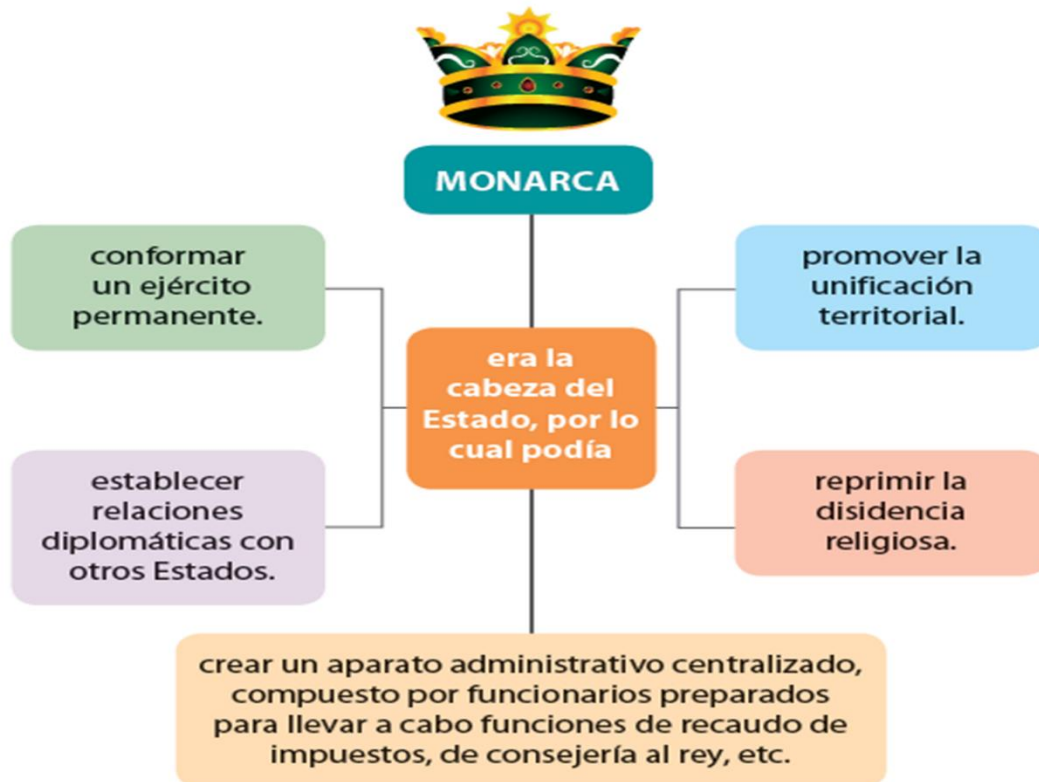 MONARCA
conformar
un ejército
permanente.
promover la
unificación
territorial.
era la
cabeza del
Estado, por lo
cual podía
establecer
relaciones
diplomáticas con
otros Estados.
reprimir la
disidencia
religiosa.
crear un aparato administrativo centralizado,
compuesto por funcionarios preparados
para llevar a cabo funciones de recaudo de
impuestos, de consejería al rey, etc.